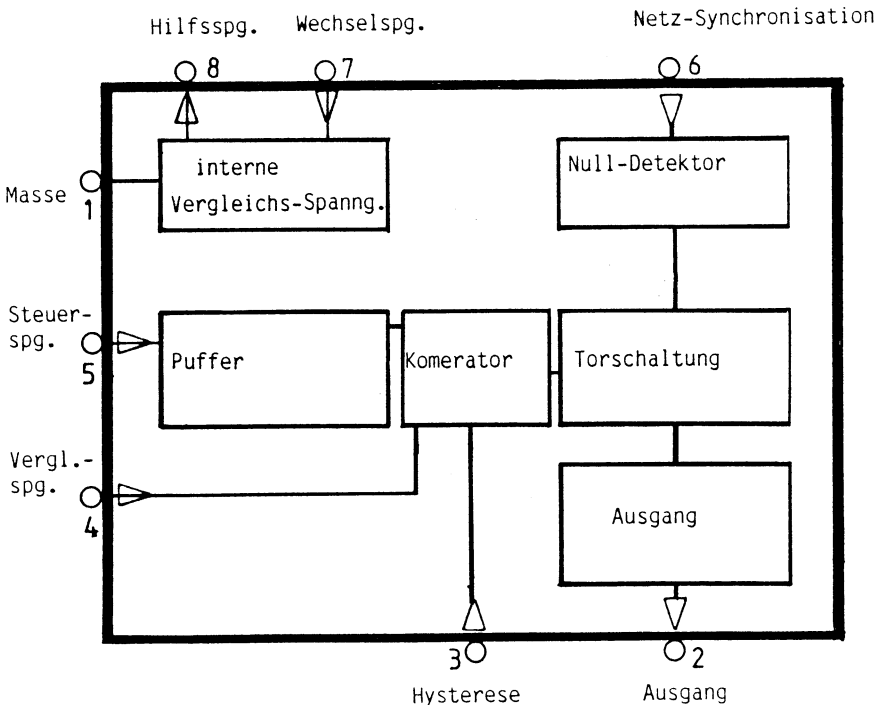 Hilfsspg. Wechselspg. Netz-Synchronisation
8 7 6
interne
Vergleichs-Spanng.
Null-Detektor
Masse
1
Steuer-
spg.
5
Puffer
Komerator
Torschaltung
Vergl.-
spg.
4
Ausgang
3 2
Hysterese Ausgang